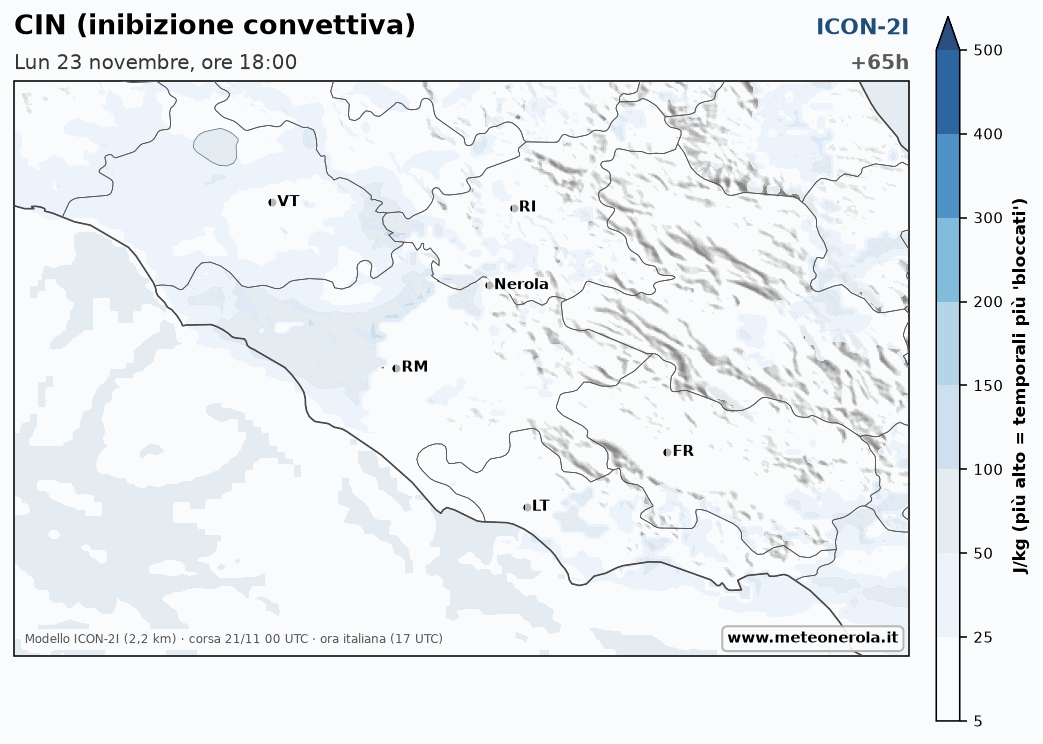 CIN (inibizione convettiva)
ICON-2I
Lun 23 novembre, ore 18:00
+65h
500
400
300
200
150
100
50
25
5
J/kg (più alto = temporali più 'bloccati')
VT
RI
Nerola
RM
FR
LT
Modello ICON-2I (2,2 km) · corsa 21/11 00 UTC · ora italiana (17 UTC)
www.meteonerola.it